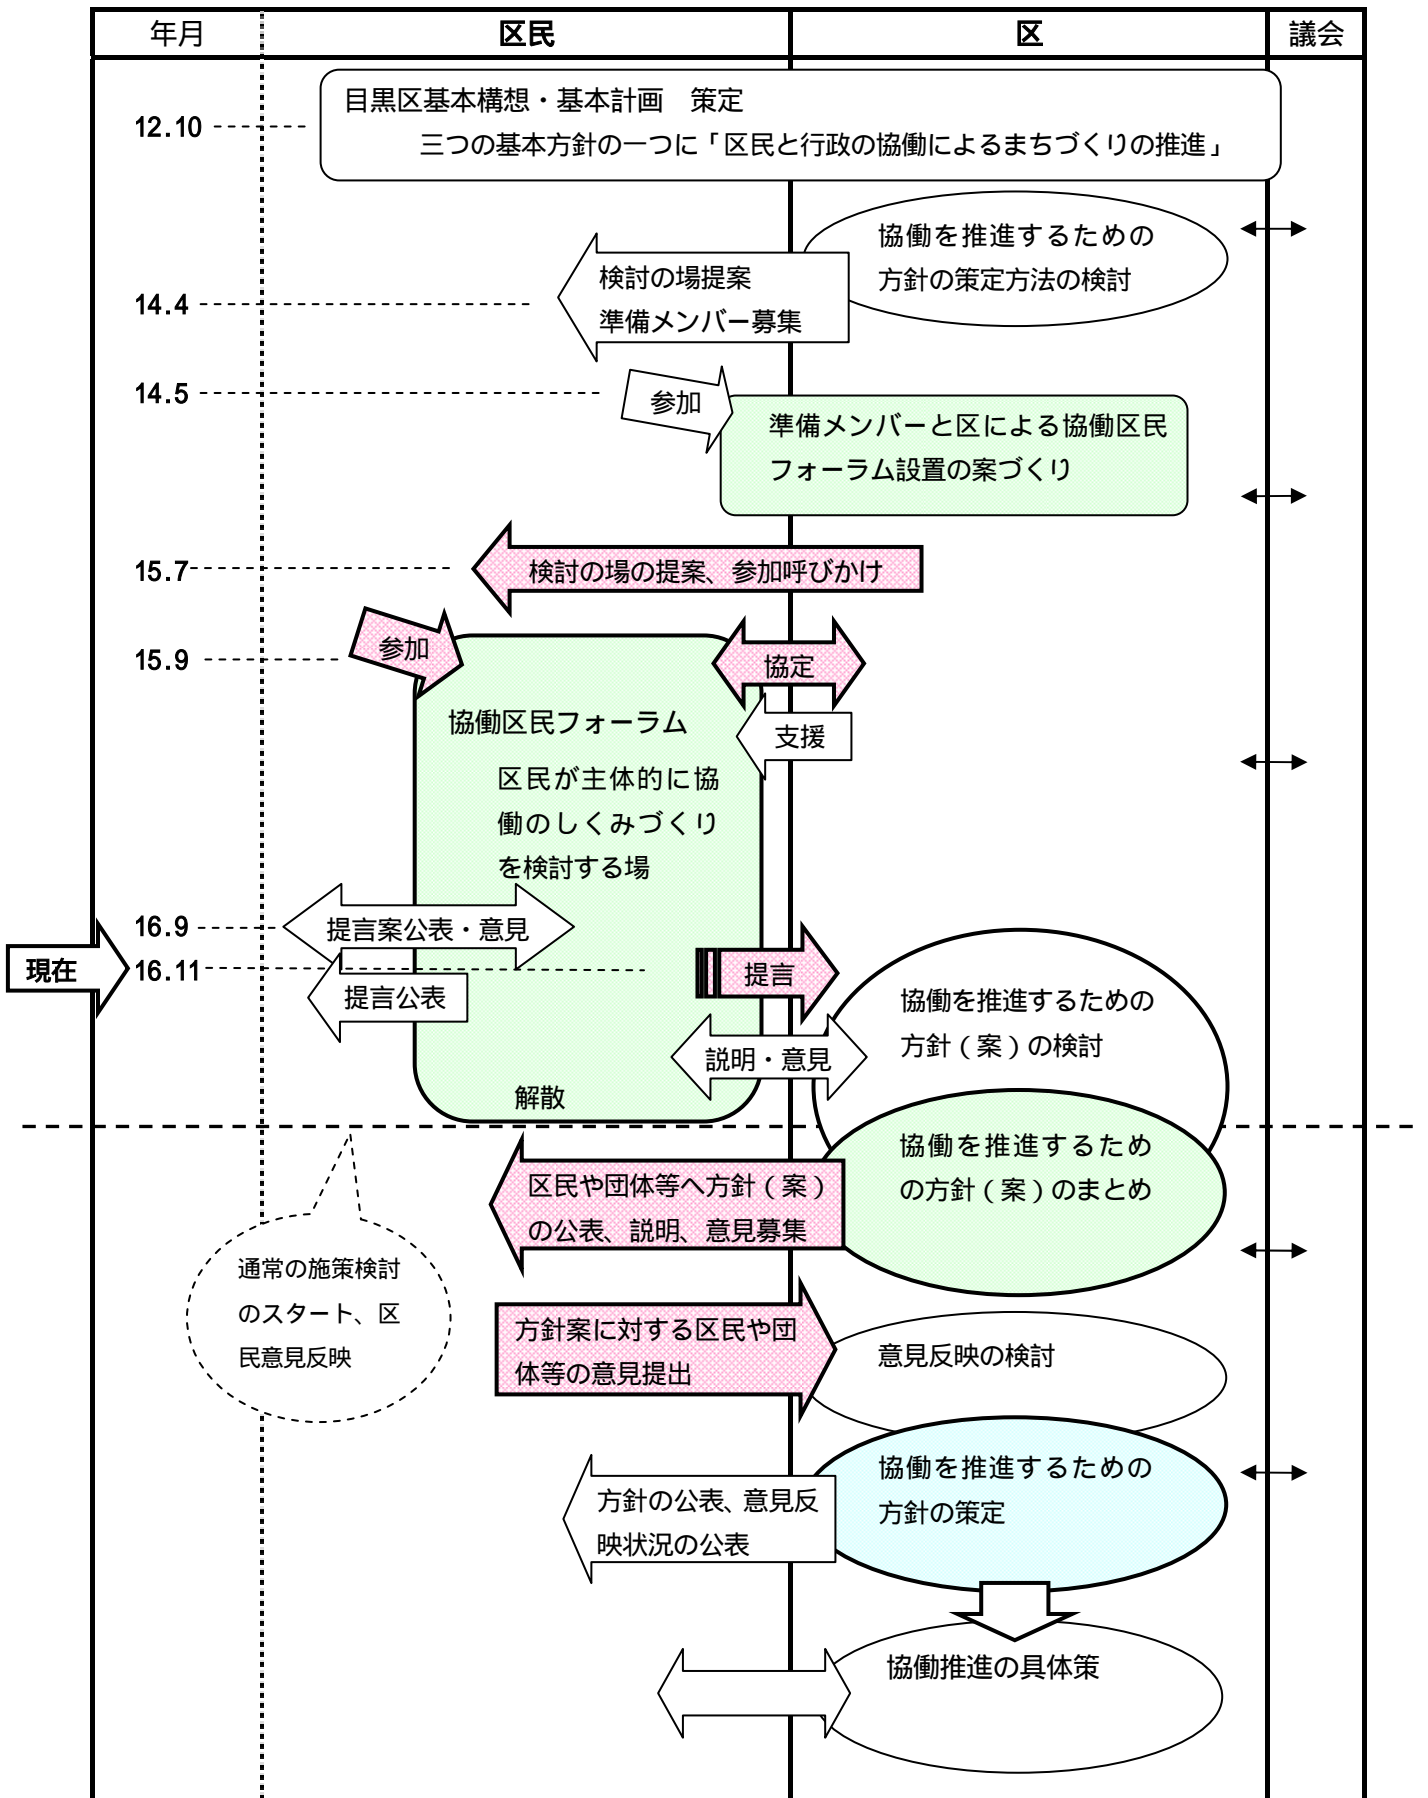 年月 区民 区 議会
目黒区基本構想・基本計画　策定
12.10
三つの基本方針の一つに「区民と行政の協働によるまちづくりの推進」
協働を推進するための
方針の策定方法の検討
検討の場提案
14.4
準備メンバー募集
14.5
参加
準備メンバーと区による協働区民
フォーラム設置の案づくり
15.7
検討の場の提案、参加呼びかけ
15.9
参加
協定
協働区民フォーラム
支援
区民が主体的に協
働のしくみづくり
を検討する場
16.9
提言案公表・意見
現在
16.11
提言
提言公表
協働を推進するための
方針（案）の検討
説明・意見
解散
協働を推進するため
の方針（案）のまとめ
区民や団体等へ方針（案）
の公表、説明、意見募集
通常の施策検討
のスタート、区
民意見反映
方針案に対する区民や団
体等の意見提出
意見反映の検討
協働を推進するための
方針の策定
方針の公表、意見反
映状況の公表
協働推進の具体策